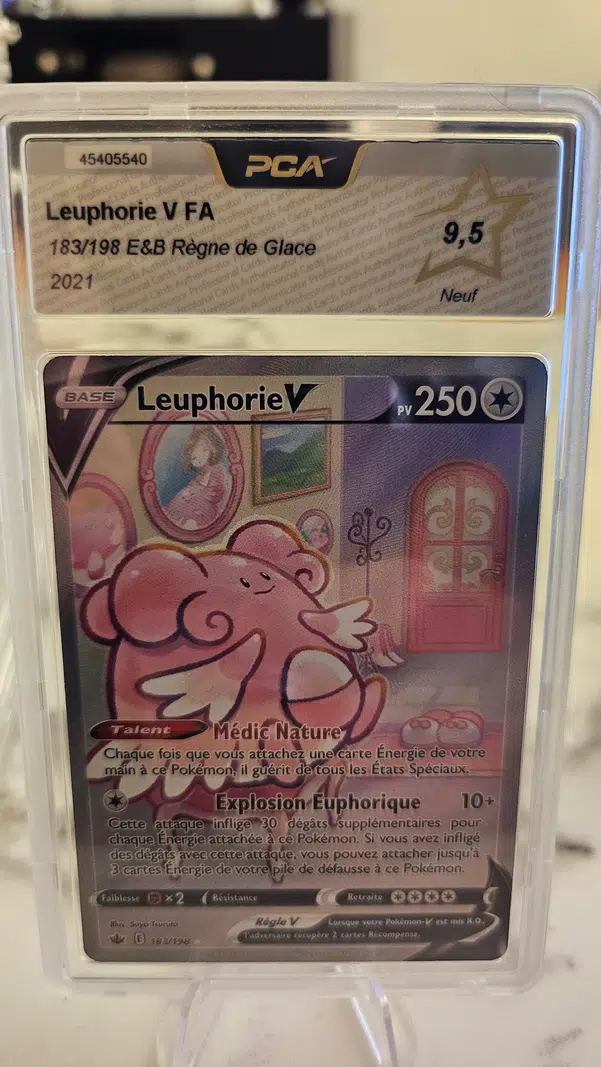 45405540
PCA
Leuphorie V FA
183/198 E&B Règne de Glace
2021
9,5
Neuf
BASE
Leuphorie V
PV 250
Talent Médic Nature
Chaque fois que vous attachez une carte Énergie de votre
main à ce Pokémon, il guérit de tous les États Spéciaux.
Explosion Euphorique 10+
Cette attaque inflige 30 dégâts supplémentaires pour
chaque Énergie attachée à ce Pokémon. Si vous avez infligé
des dégâts avec cette attaque, vous pouvez attacher jusqu'à
3 cartes Énergie de votre pile de défausse à ce Pokémon.
Faiblesse ×2 Résistance Retraite
Illus. Saya Tsuruta
Règle V Lorsque votre Pokémon-V est mis K.O.,
l'adversaire récupère 2 cartes Récompense.
E 183/198